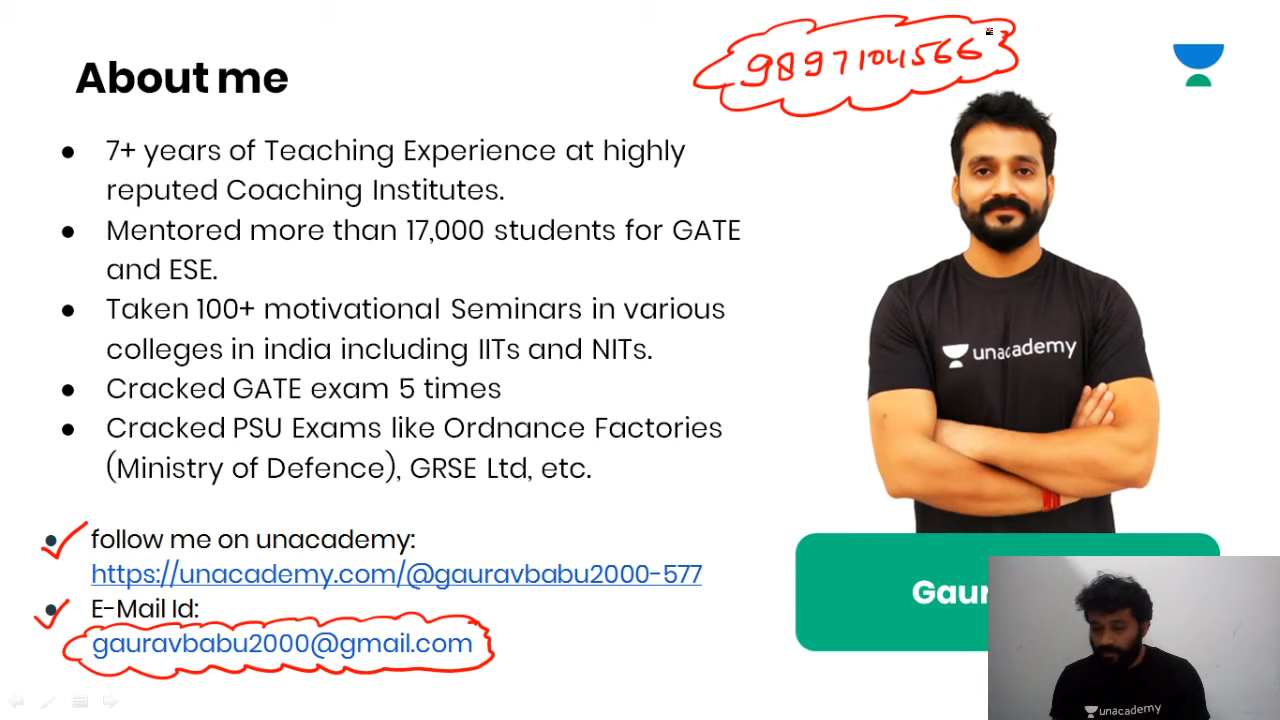 9897104566
About me
7+ years of Teaching Experience at highly
reputed Coaching Institutes.
Mentored more than 17,000 students for GATE
and ESE.
Taken 100+ motivational Seminars in various
colleges in india including IITs and NITs.
Cracked GATE exam 5 times
Cracked PSU Exams like Ordnance Factories
(Ministry of Defence), GRSE Ltd, etc.
follow me on unacademy:
https://unacademy.com/@gauravbabu2000-577
E-Mail Id:
gauravbabu2000@gmail.com
unacademy
Gau
unacademy